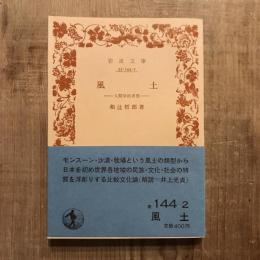 岩波文庫
33-144-2
風土
——人間学的考察——
和辻哲郎著
モンスーン・沙漠・牧場という風土の類型から
日本を初め世界各地域の民族・文化・社会の特
質を浮彫りする比較文化論(解説=井上光貞)
青 144-2
風土
定価400円